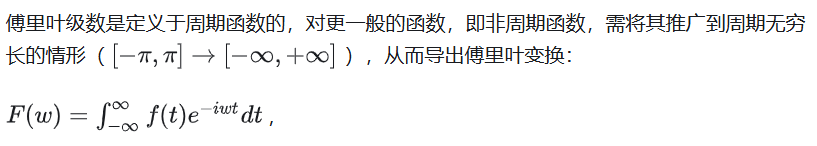 傅里叶级数是定义于周期函数的，对更一般的函数，即非周期函数，需将其推广到周期无穷
长的情形（[−π, π] → [−∞, +∞]），从而导出傅里叶变换：
F(w) = ∫_{−∞}^{∞} f(t)e^{−iwt}dt ，